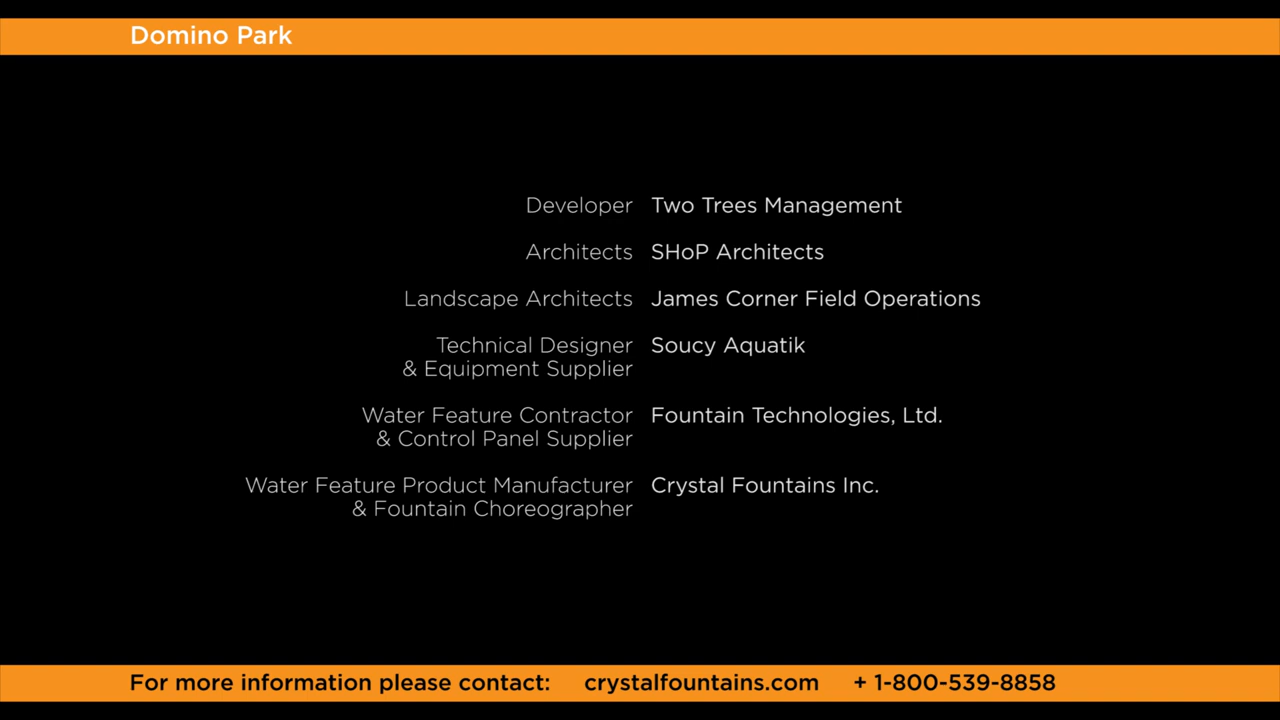 Domino Park
Developer Two Trees Management
Architects SHoP Architects
Landscape Architects James Corner Field Operations
Technical Designer Soucy Aquatik
& Equipment Supplier
Water Feature Contractor Fountain Technologies, Ltd.
& Control Panel Supplier
Water Feature Product Manufacturer Crystal Fountains Inc.
& Fountain Choreographer
For more information please contact: crystalfountains.com + 1-800-539-8858